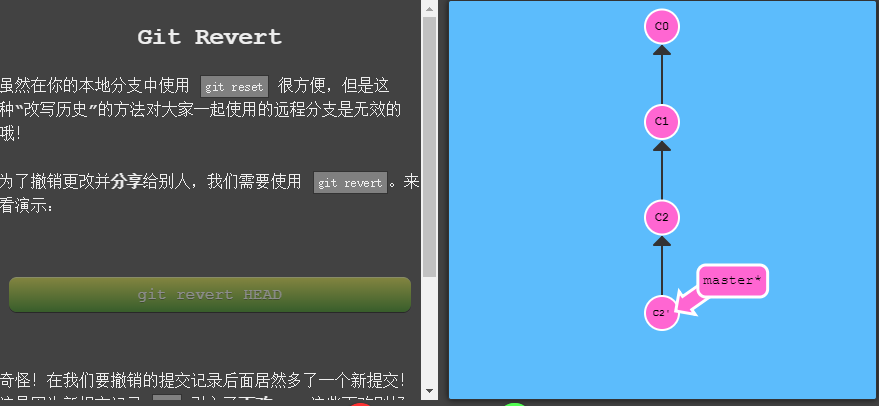 Git Revert
虽然在你的本地分支中使用 git reset 很方便，但是这
种“改写历史”的方法对大家一起使用的远程分支是无效的
哦！
为了撤销更改并分享给别人，我们需要使用 git revert。来
看演示：
git revert HEAD
奇怪！在我们要撤销的提交记录后面居然多了一个新提交！
C0
C1
C2
master*
C2'